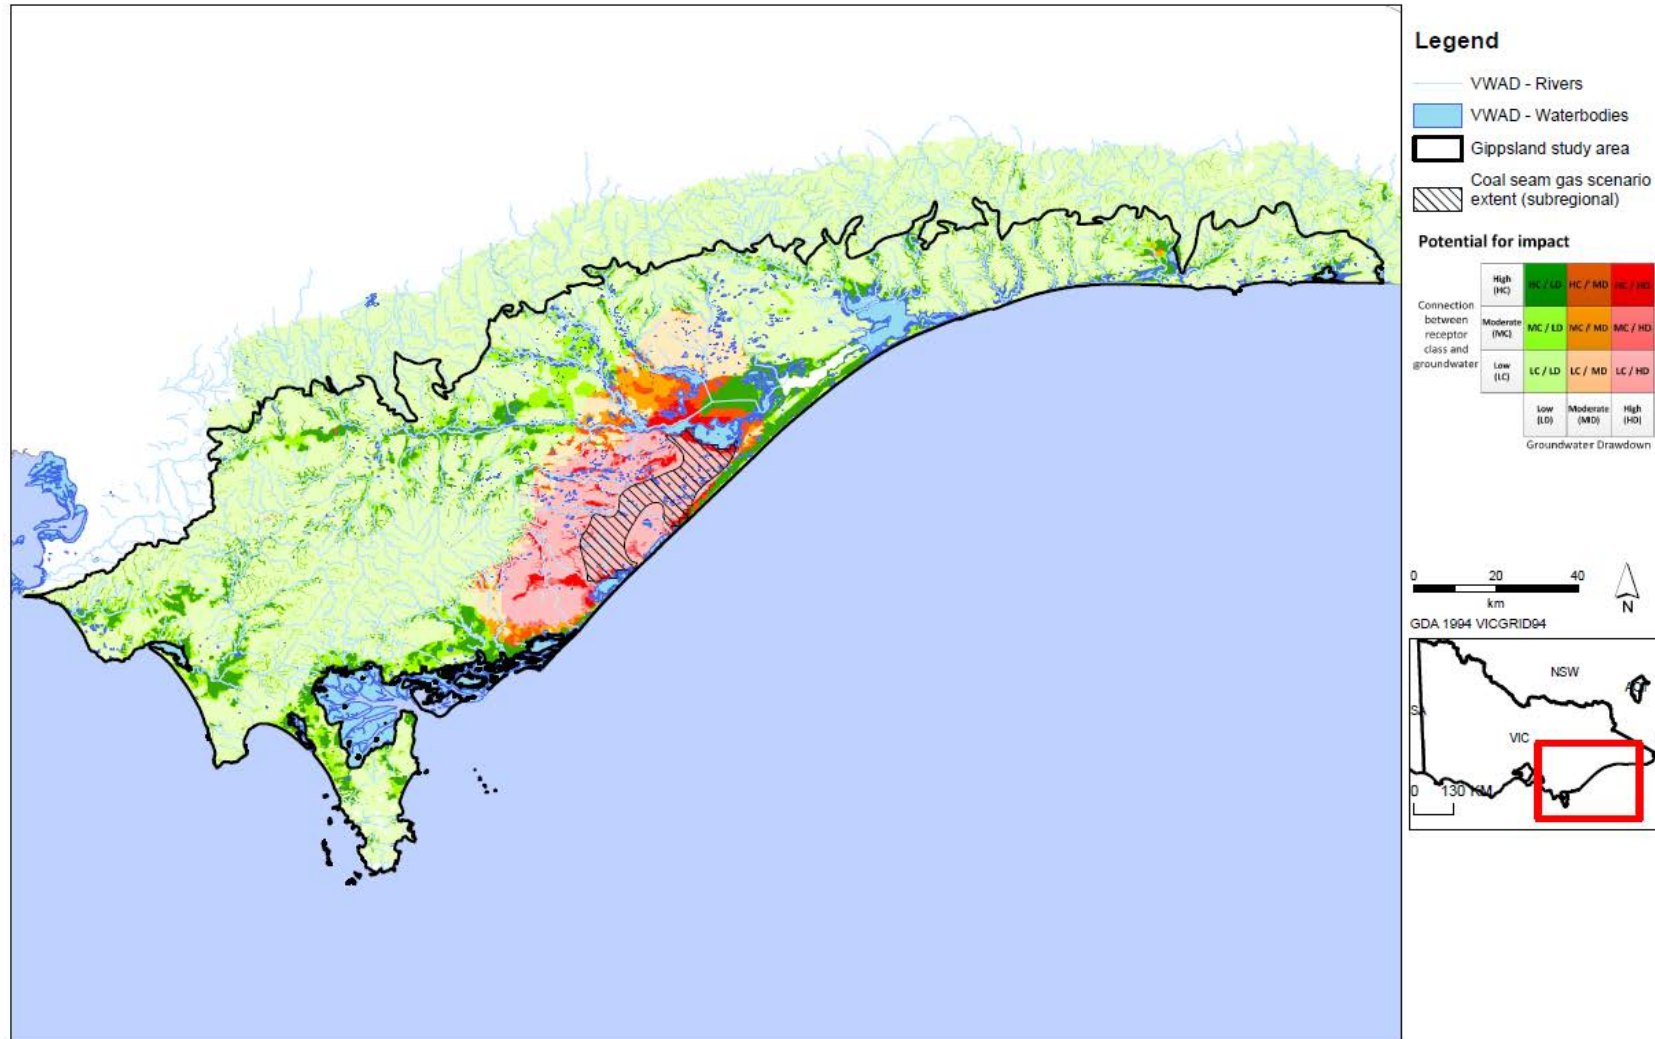 Legend
VWAD - Rivers
VWAD - Waterbodies
Gippsland study area
Coal seam gas scenario
extent (subregional)
Potential for impact
Connection
between
receptor
class and
groundwater
High
(HC)
HC / LD HC / MD HC / HD
Moderate
(MC)
MC / LD MC / MD MC / HD
Low
(LC)
LC / LD LC / MD LC / HD
Low
(LD)
Moderate
(MD)
High
(HD)
Groundwater Drawdown
0 20 40
km
N
GDA 1994 VICGRID94
NSW
ACT
SA
VIC
0 130 KM